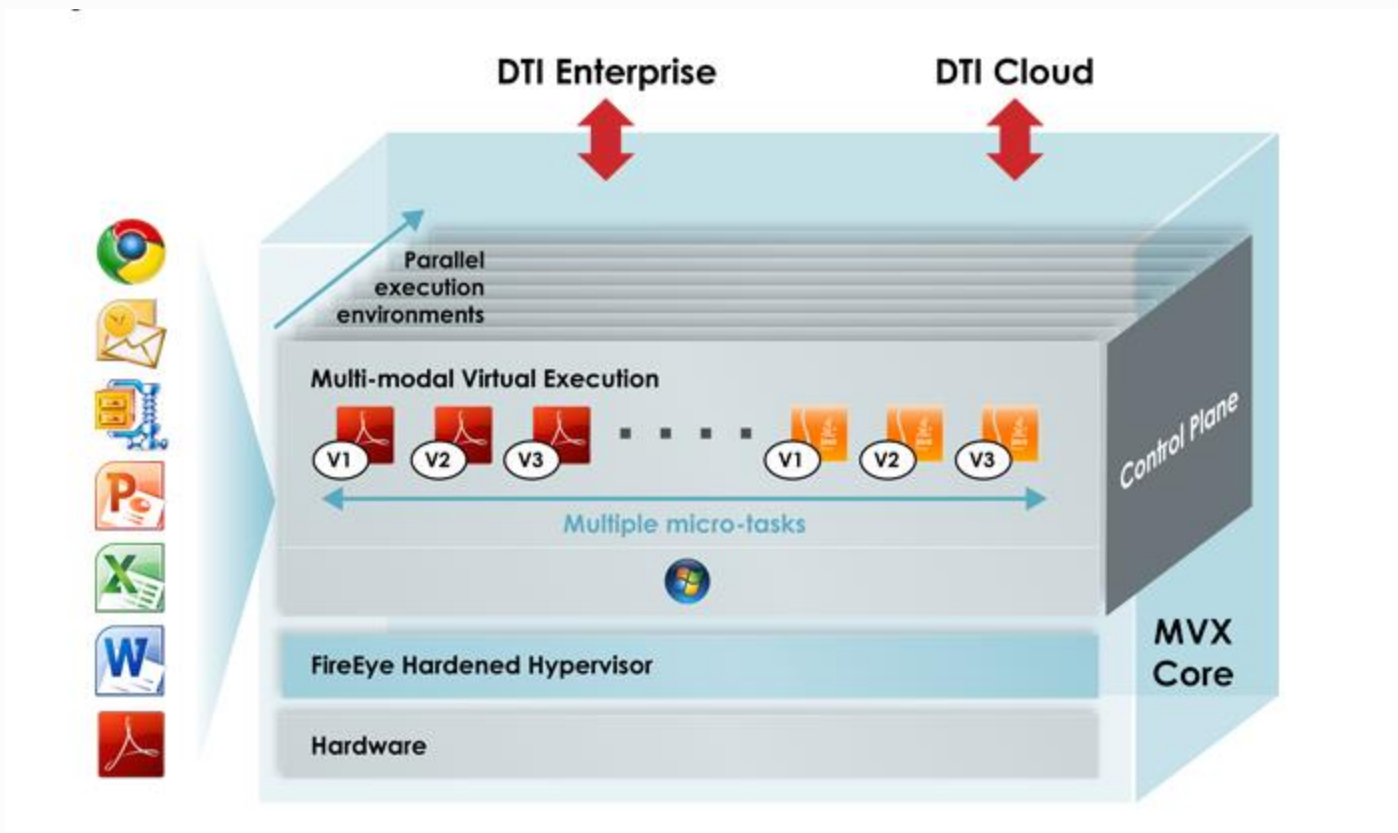 DTI Enterprise
DTI Cloud
Parallel
execution
environments
Multi-modal Virtual Execution
V1
V2
V3
V1
V2
V3
Multiple micro-tasks
Control Plane
FireEye Hardened Hypervisor
MVX
Core
Hardware